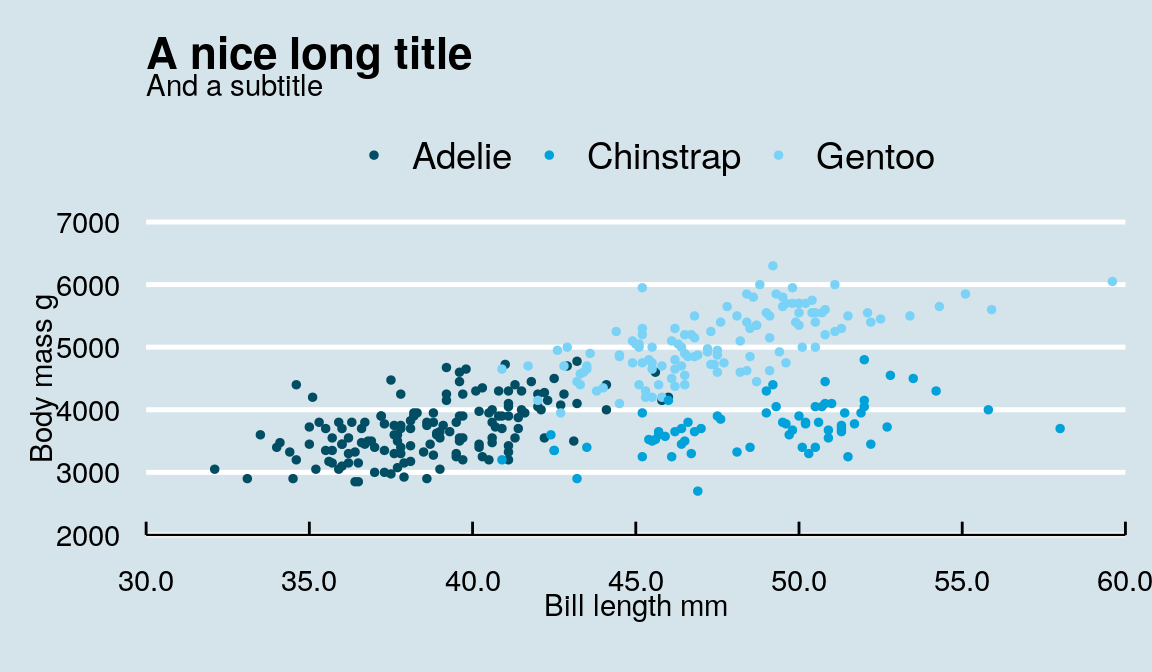 A nice long title
And a subtitle
Adelie Chinstrap Gentoo
7000
6000
5000
4000
3000
2000
Body mass g
30.0 35.0 40.0 45.0 50.0 55.0 60.0
Bill length mm